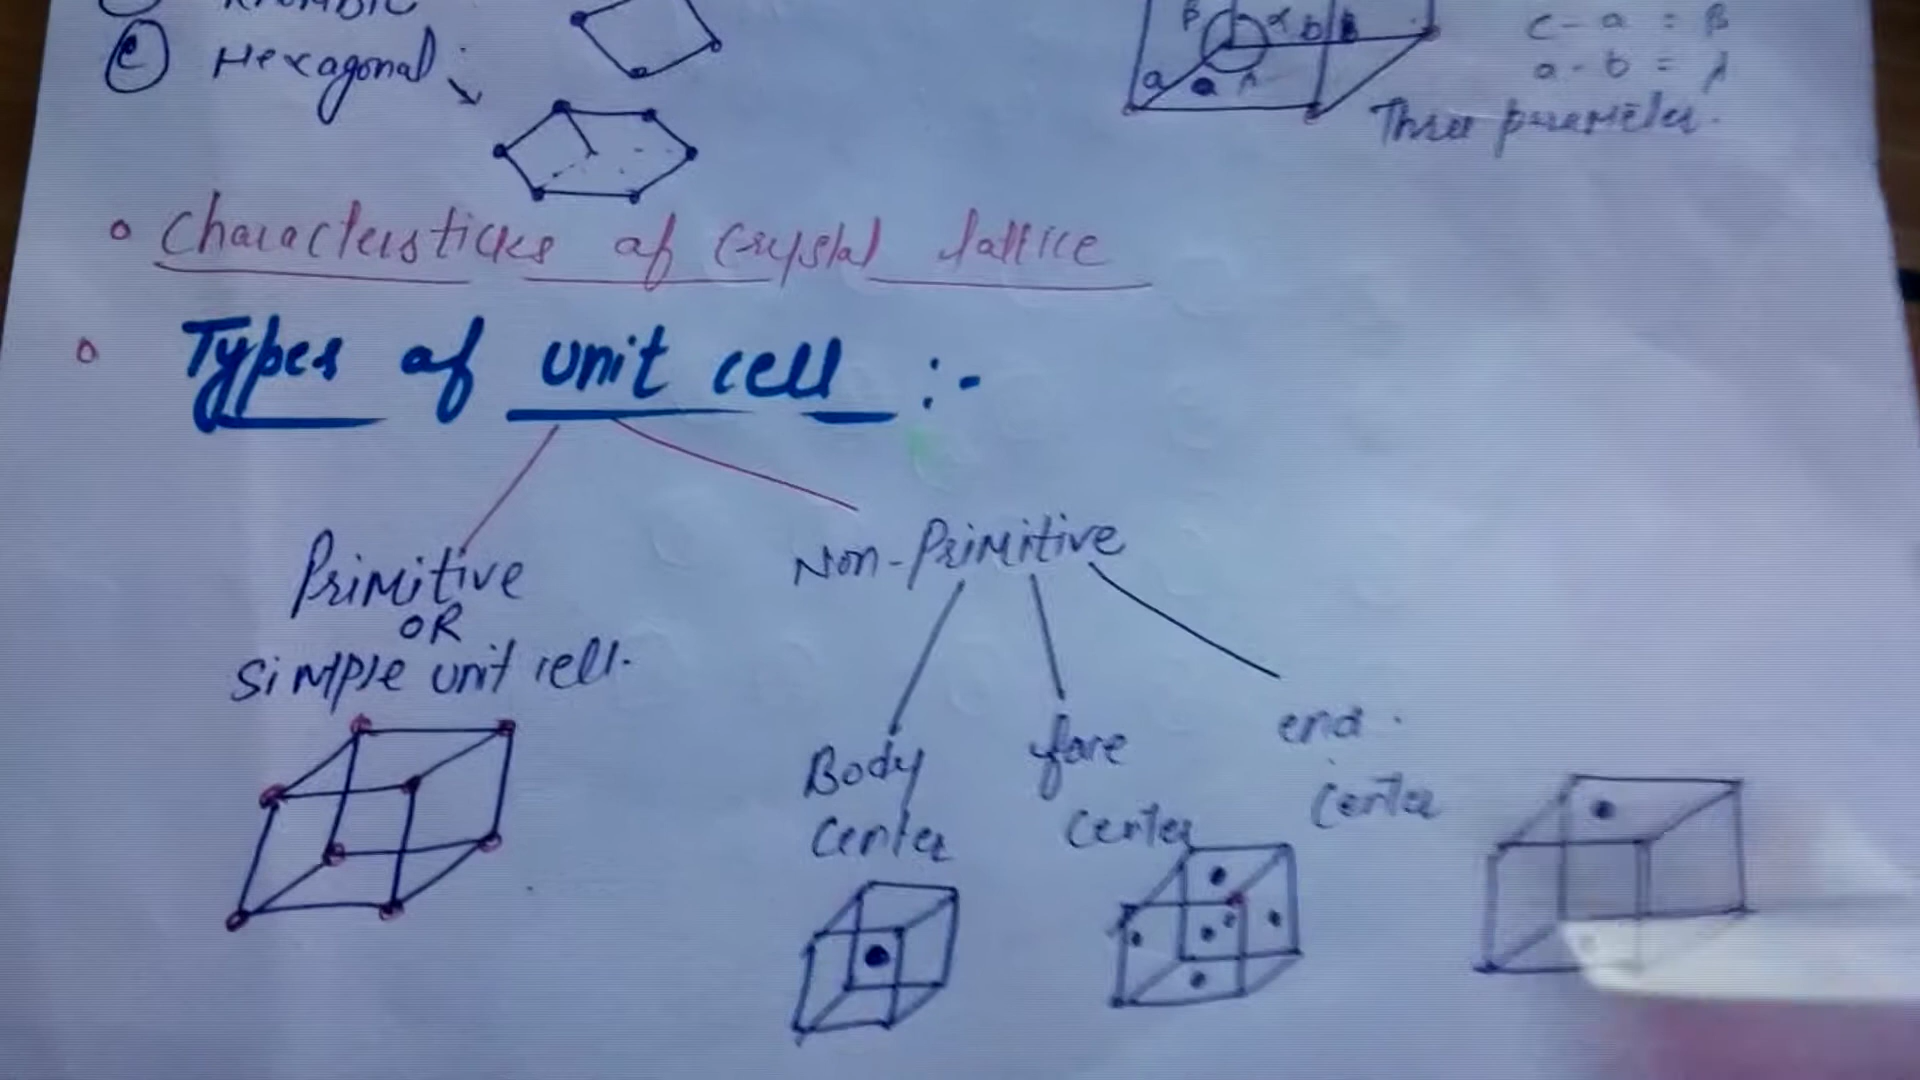 e Hexagonal
β α b B
a a
c - a = β
a - b = λ
Three parameter.
Characteristicks of Crystal lattice
Types of unit cell :-
Primitive
OR
Simple unit cell.
Non-Primitive
Body
center
face
center
end
center